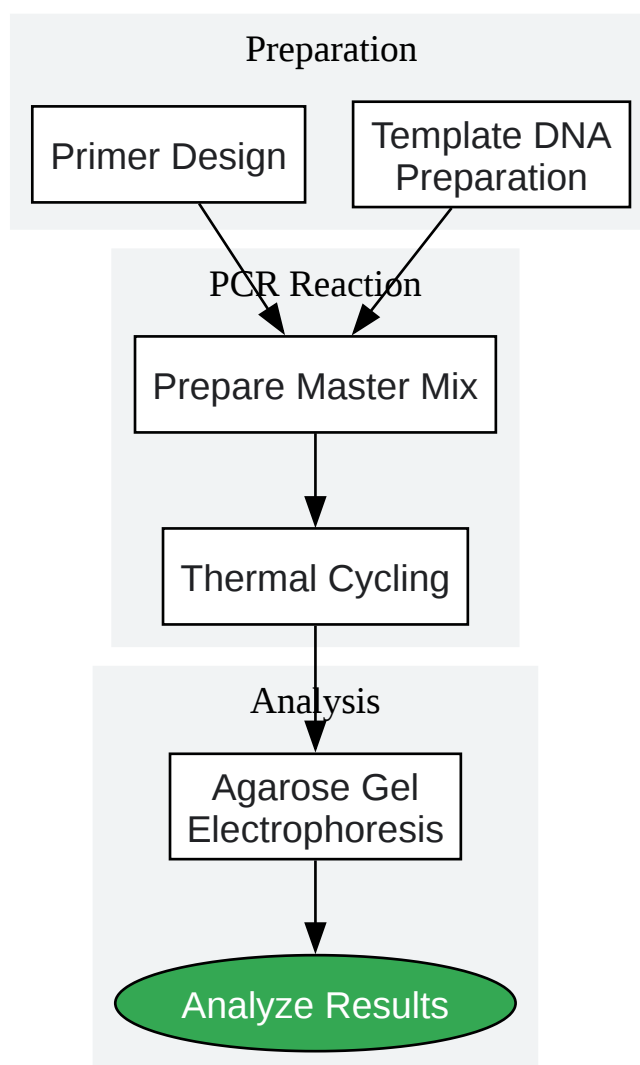 Preparation
Primer Design
Template DNA
Preparation
PCR Reaction
Prepare Master Mix
Thermal Cycling
Analysis
Agarose Gel
Electrophoresis
Analyze Results